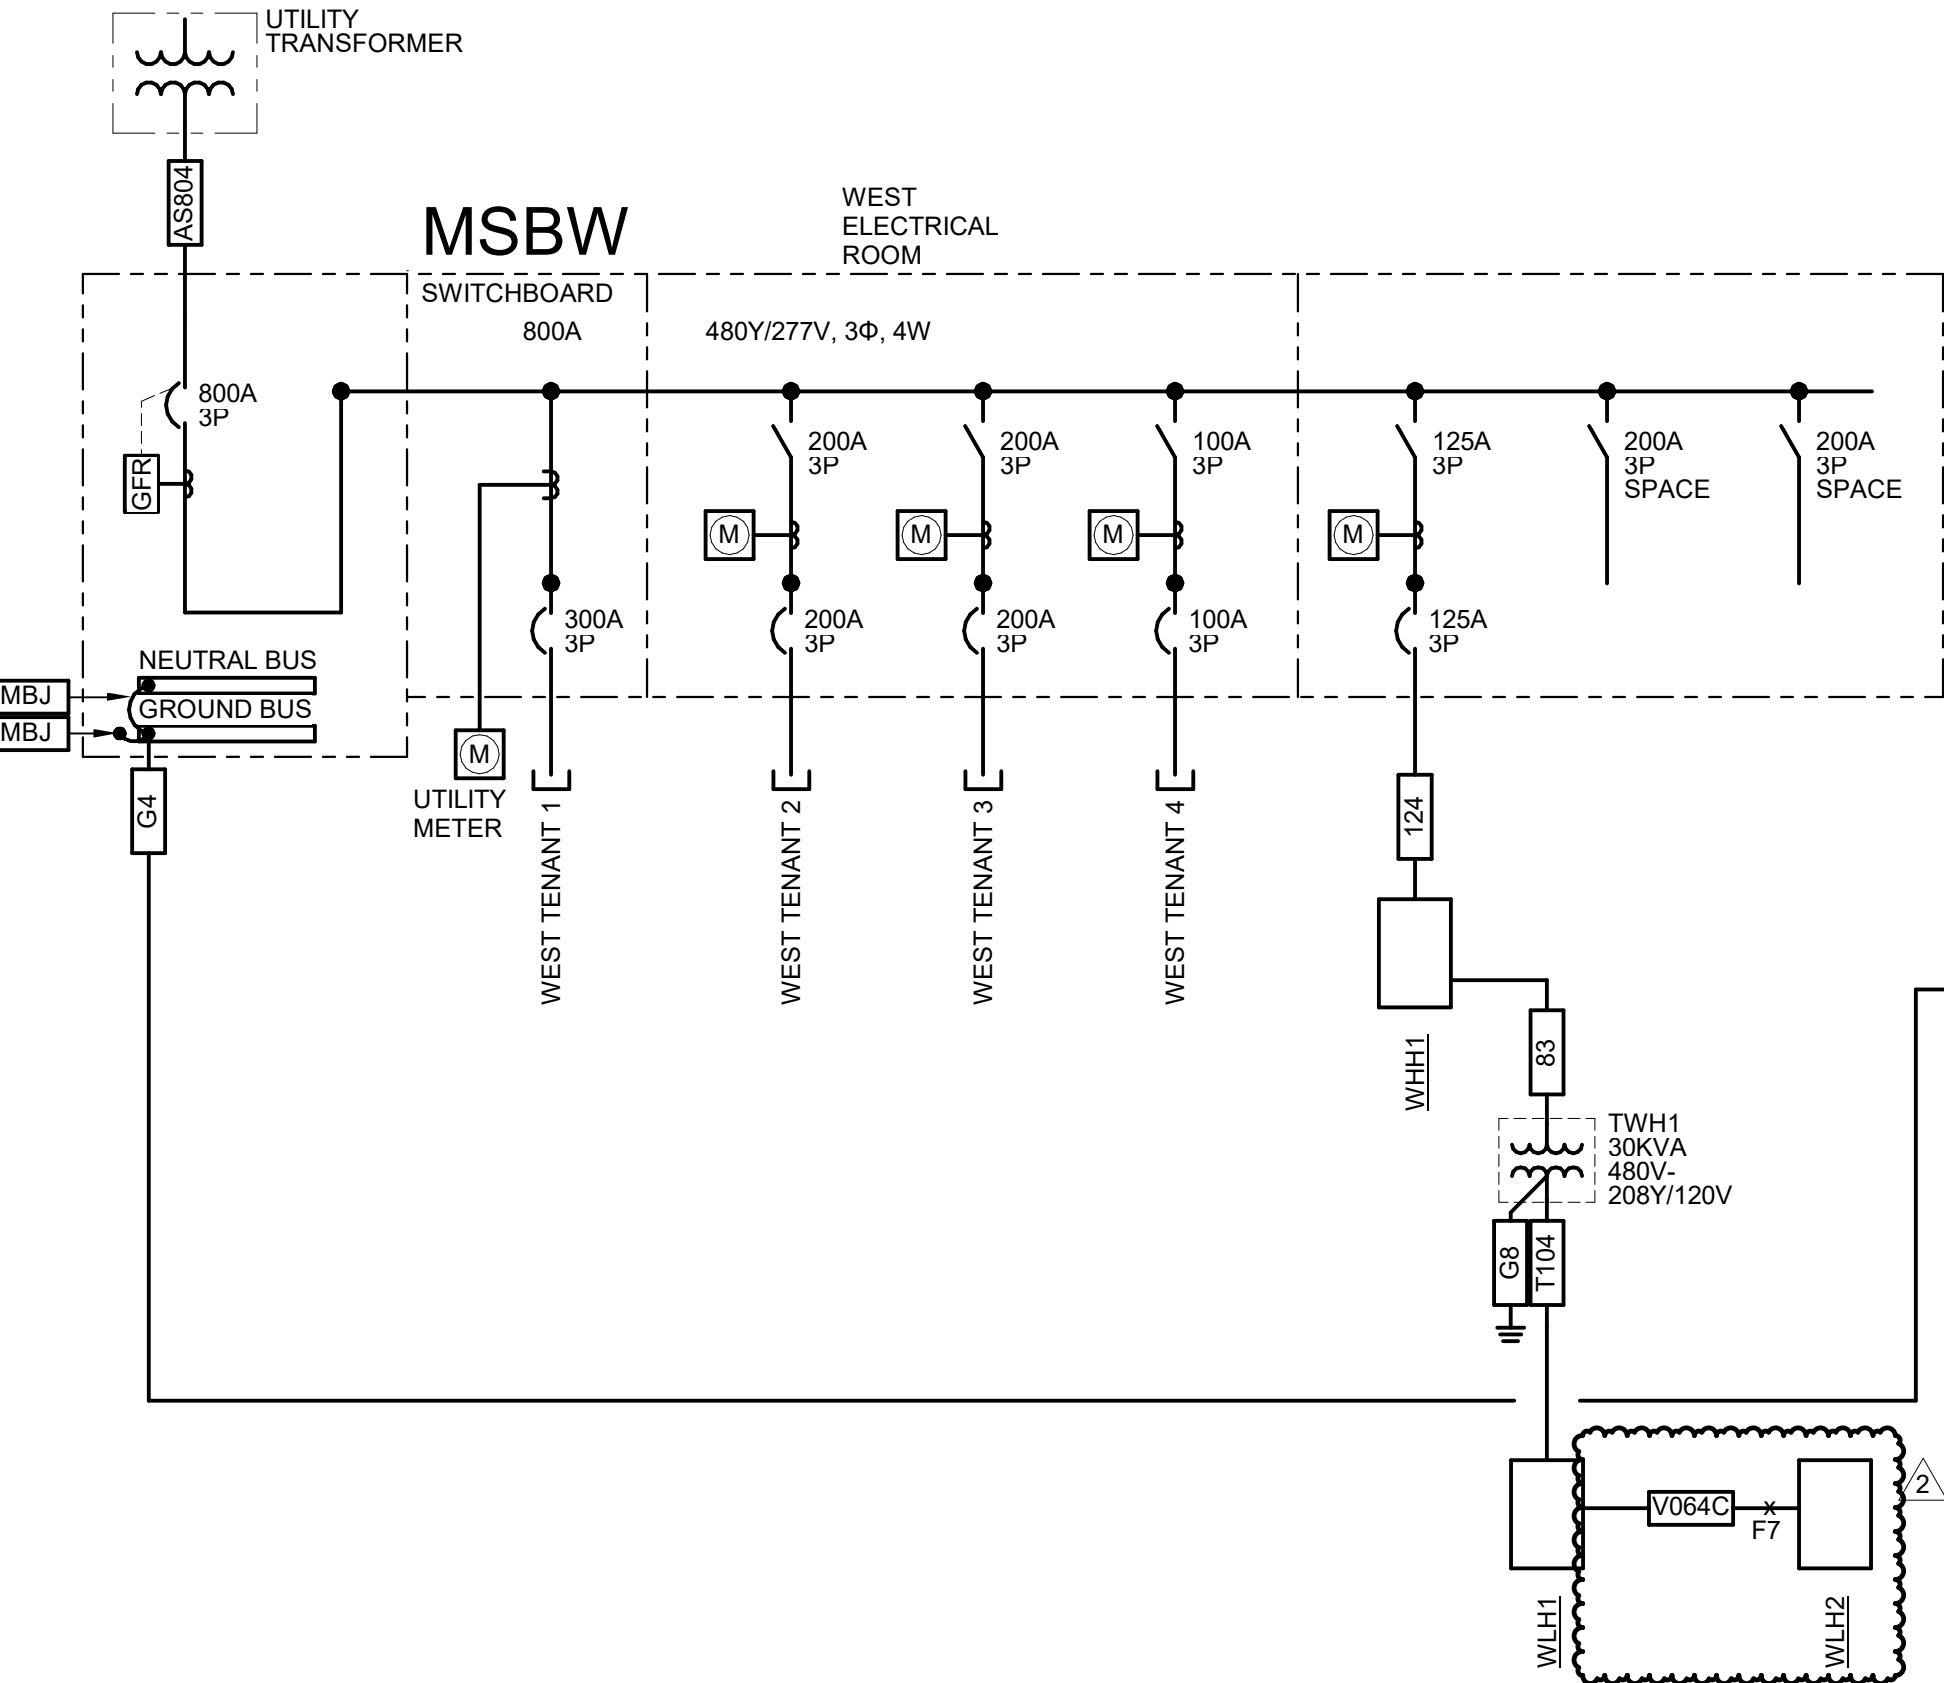 UTILITY
TRANSFORMER
AS804
MSBW
WEST
ELECTRICAL
ROOM
SWITCHBOARD
800A
480Y/277V, 3Φ, 4W
800A
3P
GFR
200A
3P
200A
3P
100A
3P
125A
3P
200A
3P
SPACE
200A
3P
SPACE
M
M
M
M
300A
3P
200A
3P
200A
3P
100A
3P
125A
3P
NEUTRAL BUS
MBJ
GROUND BUS
MBJ
M
UTILITY
METER
G4
WEST TENANT 1
WEST TENANT 2
WEST TENANT 3
WEST TENANT 4
124
WHH1
83
TWH1
30KVA
480V-
208Y/120V
G8
T104
2
V064C
x
F7
WLH1
WLH2